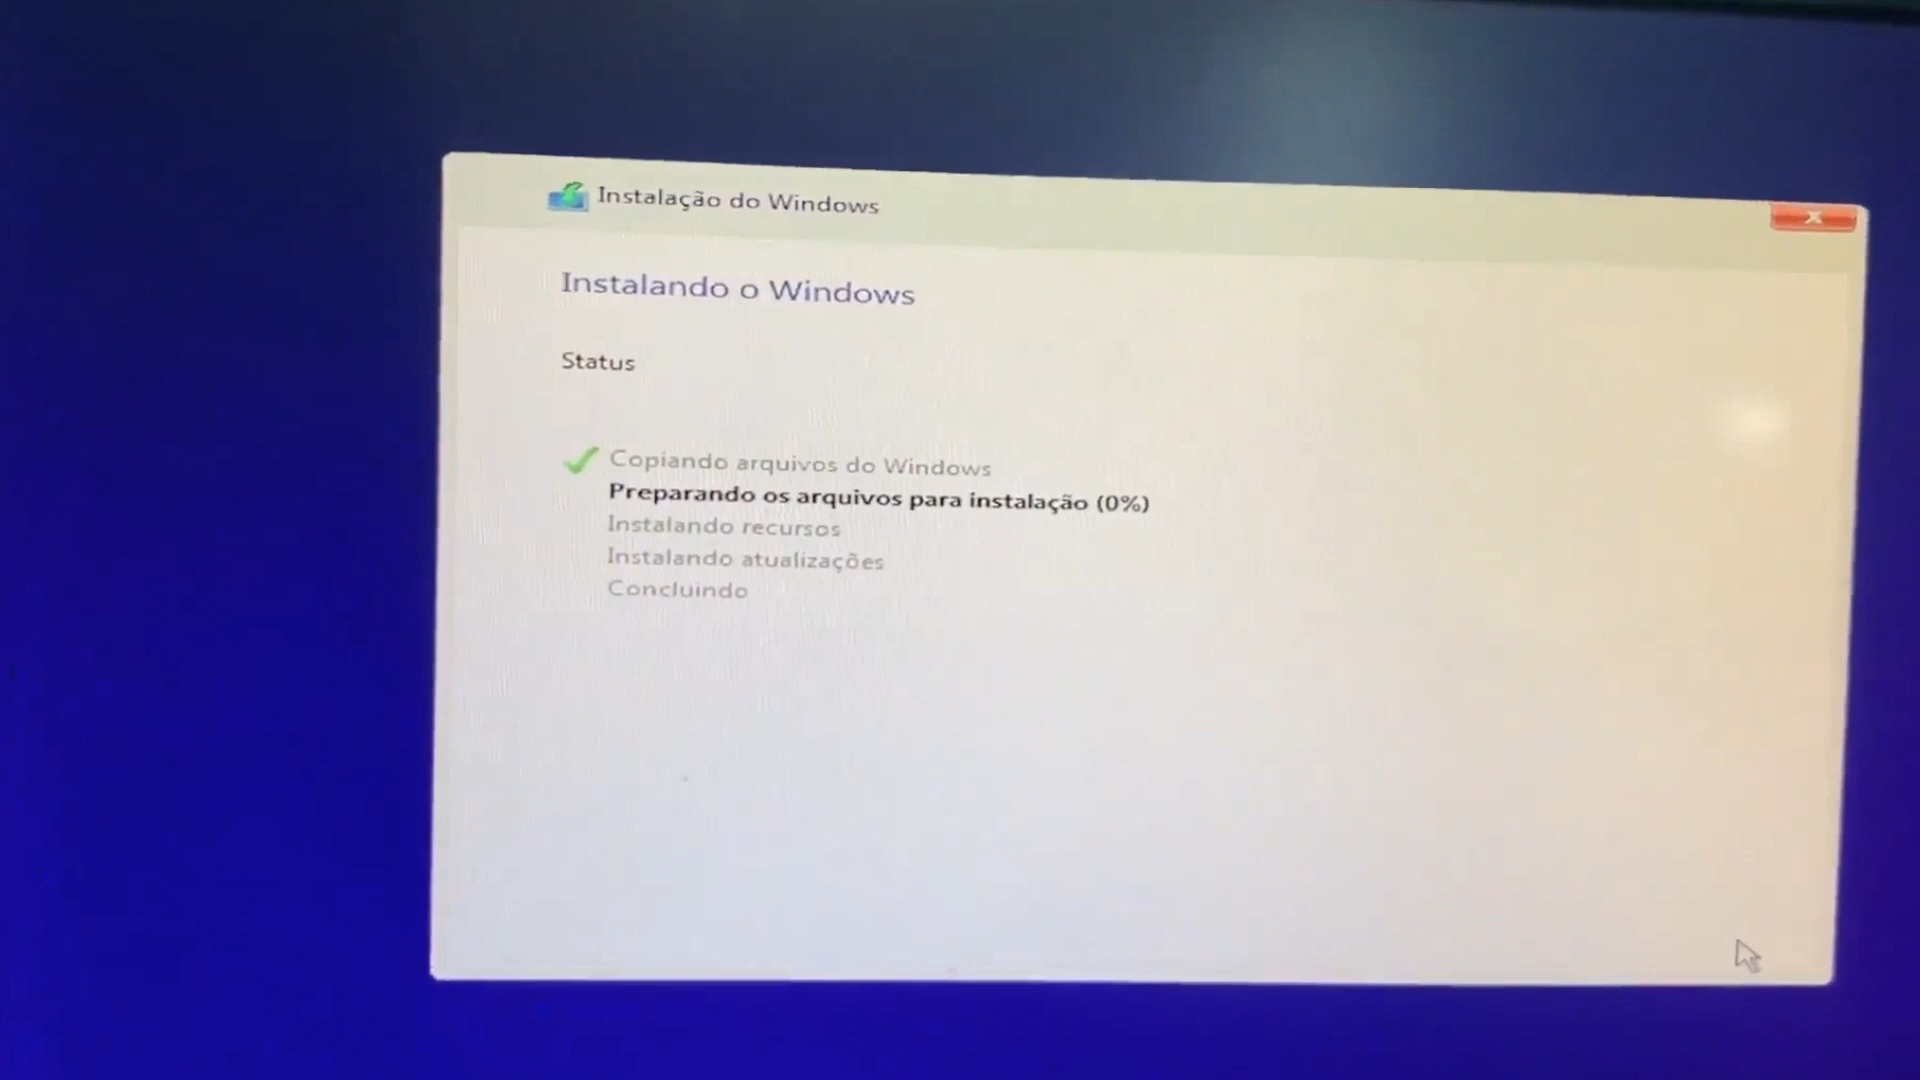 Instalação do Windows
Instalando o Windows
Status
Copiando arquivos do Windows
Preparando os arquivos para instalação (0%)
Instalando recursos
Instalando atualizações
Concluindo